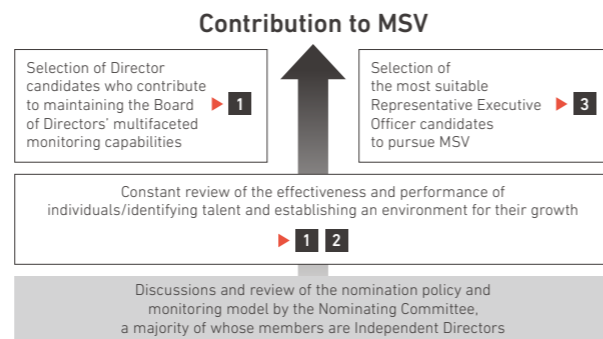 Contribution to MSV
Selection of Director
candidates who contribute
to maintaining the Board
of Directors’ multifaceted
monitoring capabilities
▶ 1
Selection of
the most suitable
Representative Executive
Officer candidates
to pursue MSV
▶ 3
Constant review of the effectiveness and performance of
individuals/identifying talent and establishing an environment for their growth
▶ 1 2
Discussions and review of the nomination policy and
monitoring model by the Nominating Committee,
a majority of whose members are Independent Directors